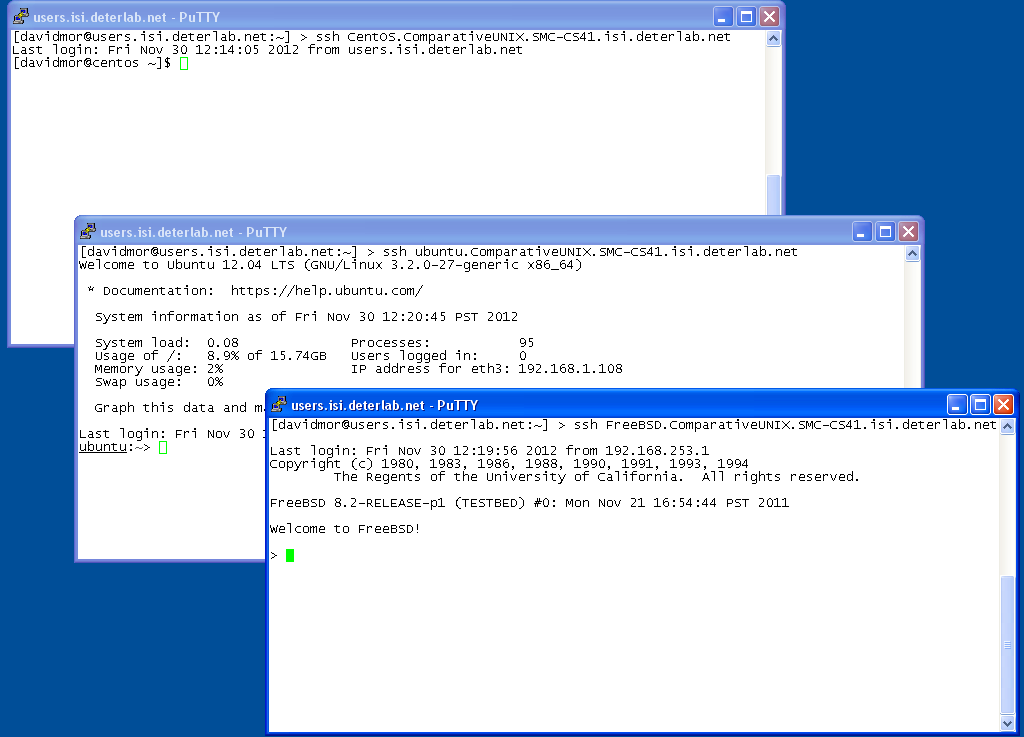 users.isi.deterlab.net - PuTTY
[davidmor@users.isi.deterlab.net:~] > ssh CentOS.ComparativeUNIX.SMC-CS41.isi.deterlab.net
Last login: Fri Nov 30 12:14:05 2012 from users.isi.deterlab.net
[davidmor@centos ~]$
users.isi.deterlab.net - PuTTY
[davidmor@users.isi.deterlab.net:~] > ssh ubuntu.ComparativeUNIX.SMC-CS41.isi.deterlab.net
Welcome to Ubuntu 12.04 LTS (GNU/Linux 3.2.0-27-generic x86_64)
* Documentation: https://help.ubuntu.com/
System information as of Fri Nov 30 12:20:45 PST 2012
System load: 0.08 Processes: 95
Usage of /: 8.9% of 15.74GB Users logged in: 0
Memory usage: 2% IP address for eth3: 192.168.1.108
Swap usage: 0%
Graph this data and
Last login: Fri Nov 30
ubuntu:~>
users.isi.deterlab.net - PuTTY
[davidmor@users.isi.deterlab.net:~] > ssh FreeBSD.ComparativeUNIX.SMC-CS41.isi.deterlab.net
Last login: Fri Nov 30 12:19:56 2012 from 192.168.253.1
Copyright (c) 1980, 1983, 1986, 1988, 1990, 1991, 1993, 1994
The Regents of the University of California. All rights reserved.
FreeBSD 8.2-RELEASE-p1 (TESTBED) #0: Mon Nov 21 16:54:44 PST 2011
Welcome to FreeBSD!
>